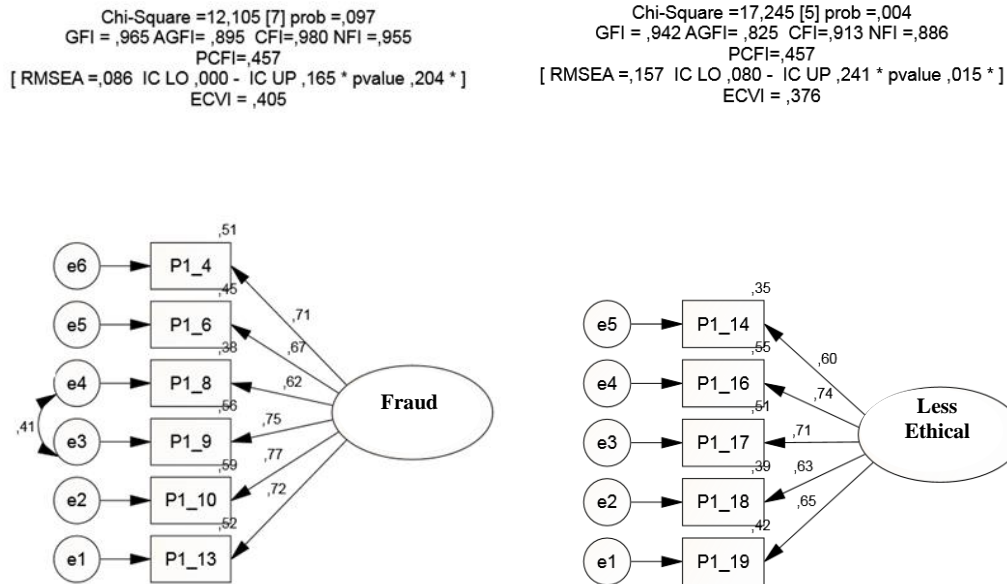 Chi-Square =12,105 [7] prob =,097
GFI = ,965 AGFI= ,895 CFI=,980 NFI =,955
PCFI=,457
[ RMSEA =,086 IC LO ,000 - IC UP ,165 * pvalue ,204 * ]
ECVI = ,405
Chi-Square =17,245 [5] prob =,004
GFI = ,942 AGFI= ,825 CFI=,913 NFI =,886
PCFI=,457
[ RMSEA =,157 IC LO ,080 - IC UP ,241 * pvalue ,015 * ]
ECVI = ,376
,51
e6 P1_4
,71
,45
e5 P1_6
,67
,38
e4 P1_8
,62
,56
,41
e3 P1_9
,75
,59
e2 P1_10
,77
,52
e1 P1_13
,72
Fraud
,35
e5 P1_14
,60
,55
e4 P1_16
,74
,51
e3 P1_17
,71
,39
e2 P1_18
,63
,42
e1 P1_19
,65
Less
Ethical